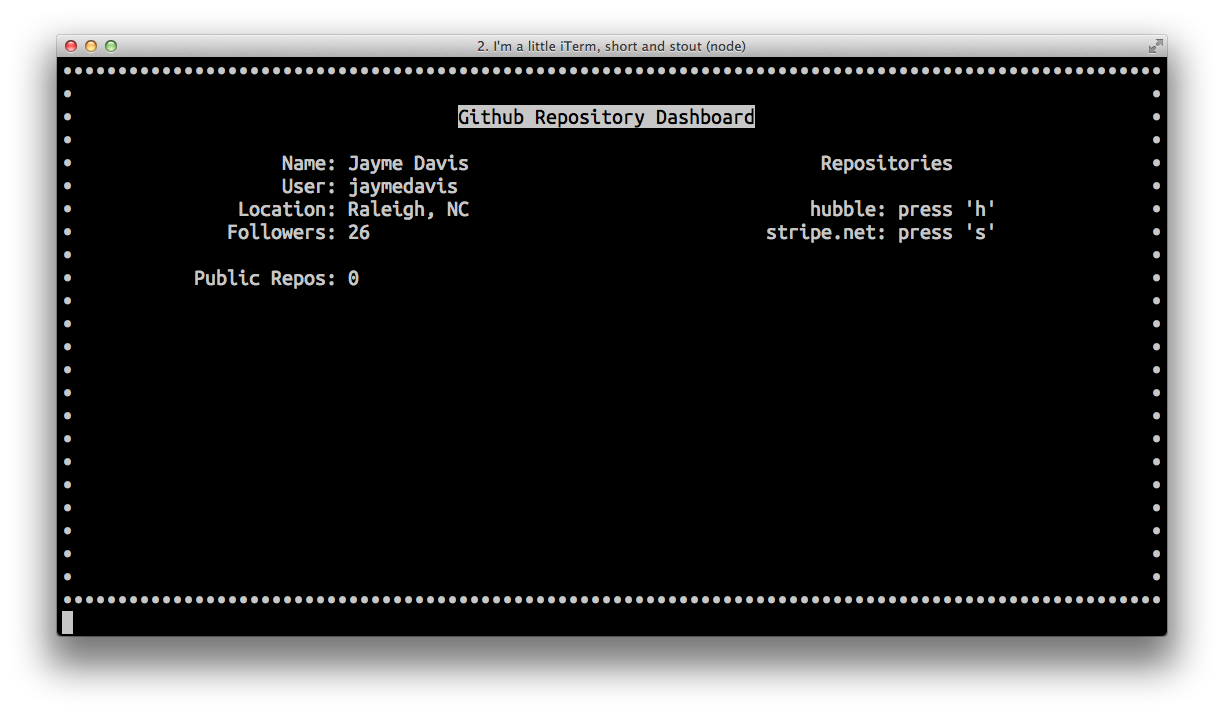 2. I'm a little iTerm, short and stout (node)
Github Repository Dashboard
Name: Jayme Davis
User: jaymedavis
Location: Raleigh, NC
Followers: 26
Public Repos: 0
Repositories
hubble: press 'h'
stripe.net: press 's'